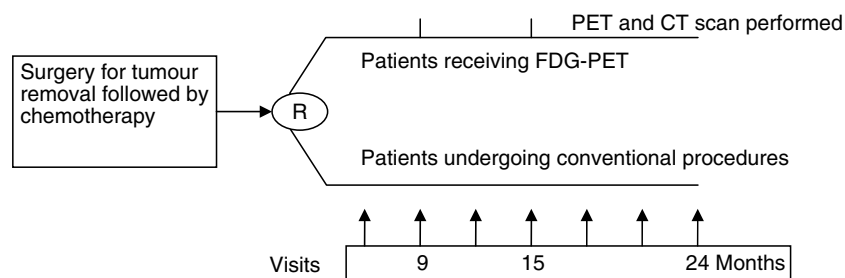 PET and CT scan performed
Patients receiving FDG-PET
Surgery for tumour
removal followed by
chemotherapy
R
Patients undergoing conventional procedures
Visits 9 15 24 Months